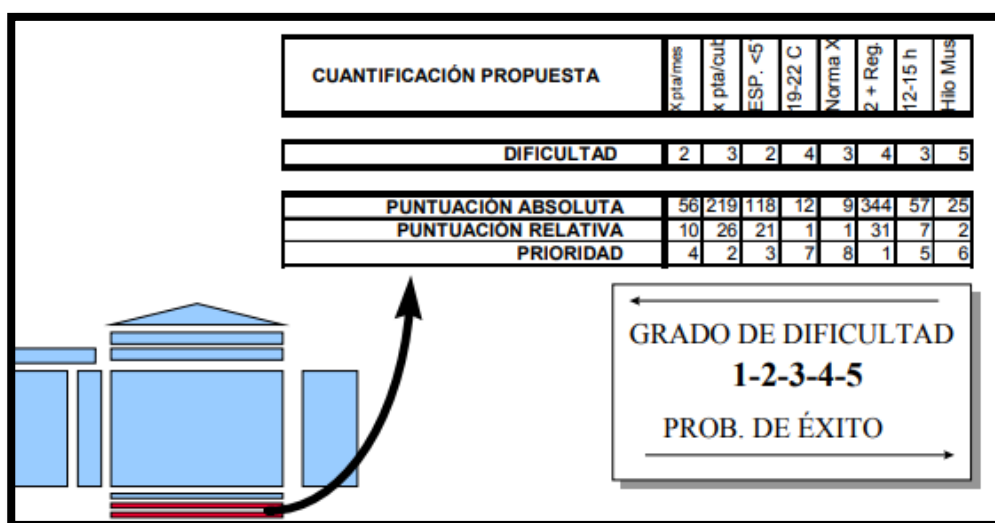 CUANTIFICACIÓN PROPUESTA
X pta/mes
x pta/cub
ESP. <5
19-22 C
Norma X
2 + Reg.
12-15 h
Hilo Mus
DIFICULTAD 2 3 2 4 3 4 3 5
PUNTUACIÓN ABSOLUTA 56 219 118 12 9 344 57 25
PUNTUACIÓN RELATIVA 10 26 21 1 1 31 7 2
PRIORIDAD 4 2 3 7 8 1 5 6
GRADO DE DIFICULTAD
1-2-3-4-5
PROB. DE ÉXITO